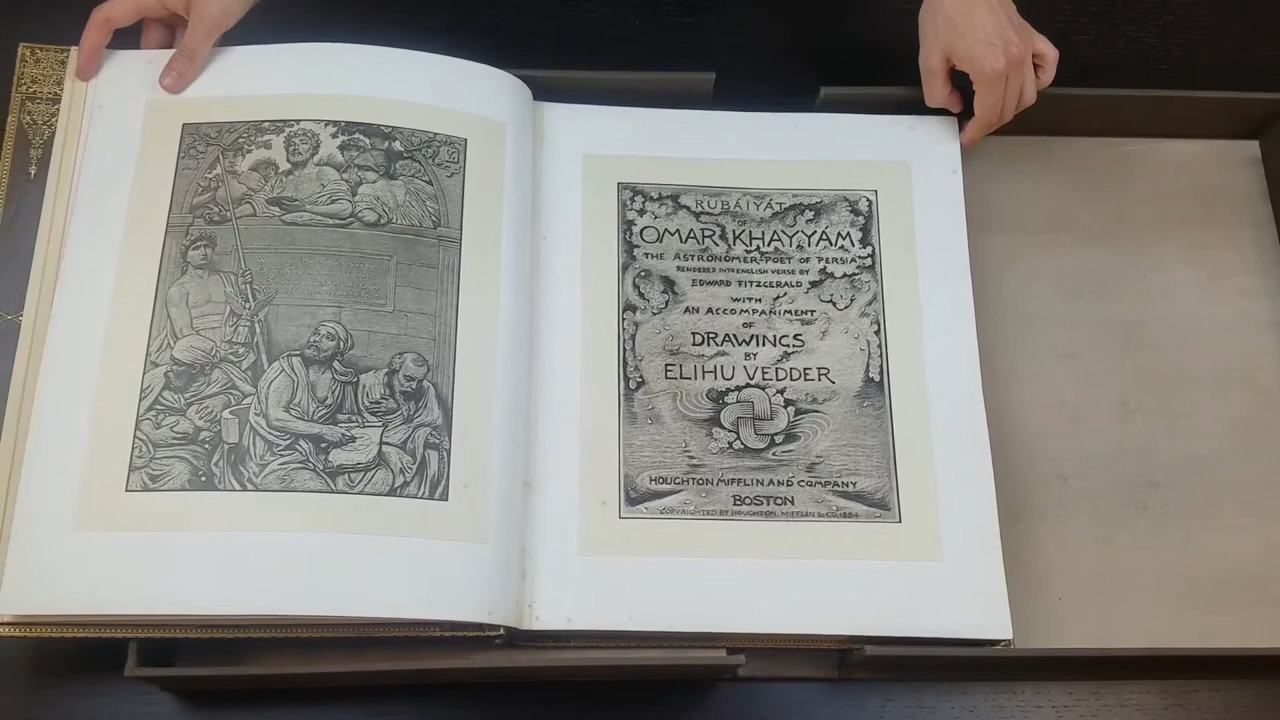 RUBÁIYÁT
OF
OMAR KHAYYAM
THE ASTRONOMER-POET OF PERSIA
RENDERED INTO ENGLISH VERSE BY
EDWARD FITZGERALD
WITH
AN ACCOMPANIMENT
OF
DRAWINGS
BY
ELIHU VEDDER
HOUGHTON MIFFLIN AND COMPANY
BOSTON
COPYRIGHTED BY HOUGHTON, MIFFLIN & CO. 1884